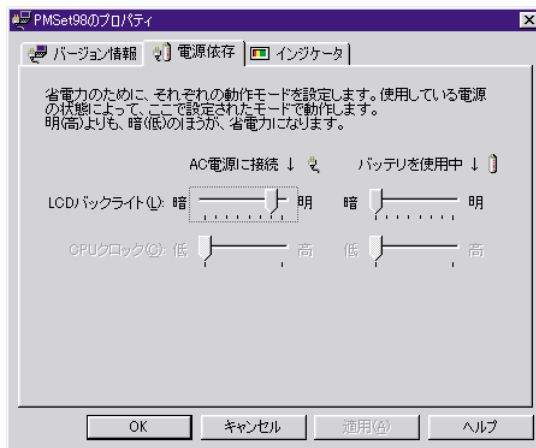 PMSet98のプロパティ
バージョン情報 電源依存 インジケータ
省電力のために、それぞれの動作モードを設定します。使用している電源
の状態によって、ここで設定されたモードで動作します。
明(高)よりも、暗(低)のほうが、省電力になります。
AC電源に接続 ↓ バッテリを使用中 ↓
LCDバックライト(L): 暗 明 暗 明
CPUクロック(C): 低 高 低 高
OK キャンセル 適用(A) ヘルプ